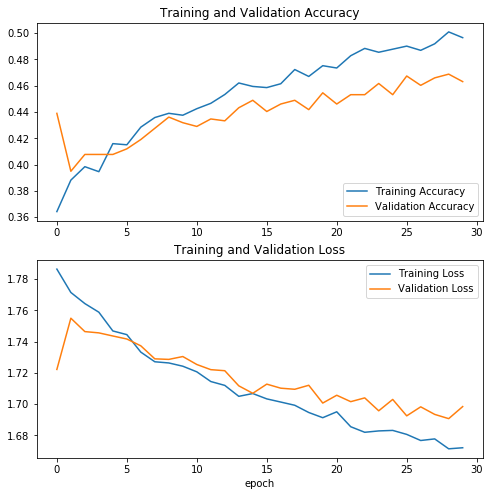 Training and Validation Accuracy
0.50
0.48
0.46
0.44
0.42
0.40
0.38
0.36
Training Accuracy
Validation Accuracy
0 5 10 15 20 25 30
Training and Validation Loss
1.78
1.76
1.74
1.72
1.70
1.68
Training Loss
Validation Loss
0 5 10 15 20 25 30
epoch